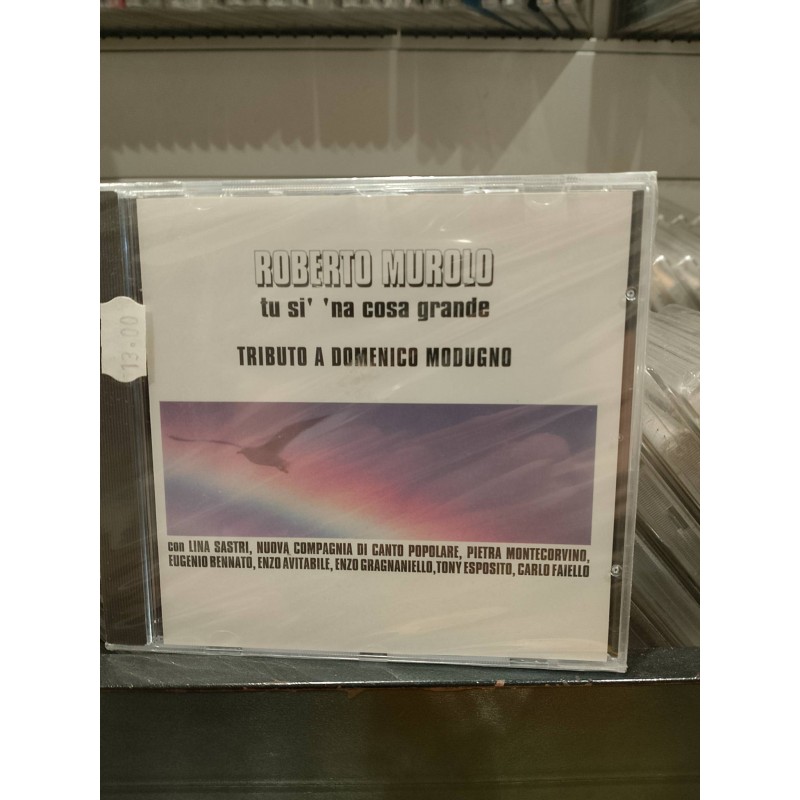 ROBERTO MUROLO
tu si' 'na cosa grande
TRIBUTO A DOMENICO MODUGNO
13.00
con LINA SASTRI, NUOVA COMPAGNIA DI CANTO POPOLARE, PIETRA MONTECORVINO,
EUGENIO BENNATO, ENZO AVITABILE, ENZO GRAGNANIELLO, TONY ESPOSITO, CARLO FAIELLO